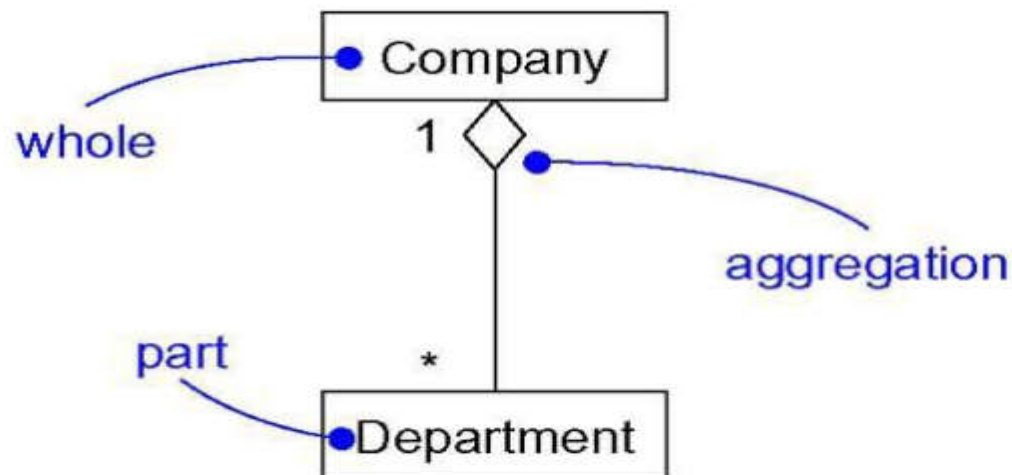 Company
whole
1
aggregation
part
*
Department